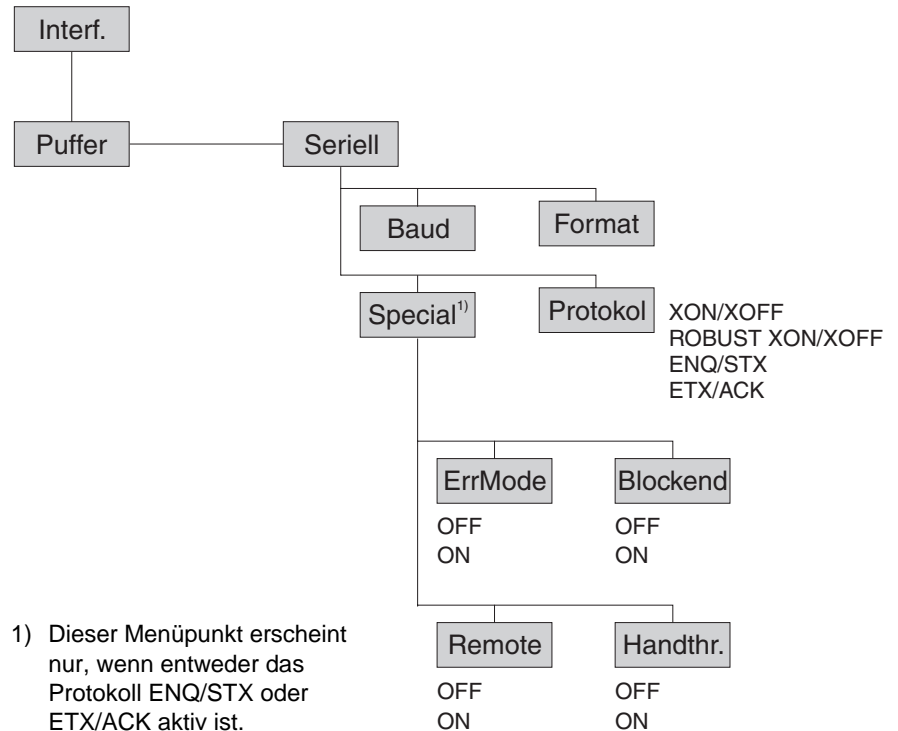 Interf.
Puffer
Seriell
Baud
Format
Special¹⁾
Protokol
XON/XOFF
ROBUST XON/XOFF
ENQ/STX
ETX/ACK
ErrMode
Blockend
OFF
OFF
ON
ON
Remote
Handthr.
OFF
OFF
ON
ON
1) Dieser Menüpunkt erscheint
nur, wenn entweder das
Protokoll ENQ/STX oder
ETX/ACK aktiv ist.